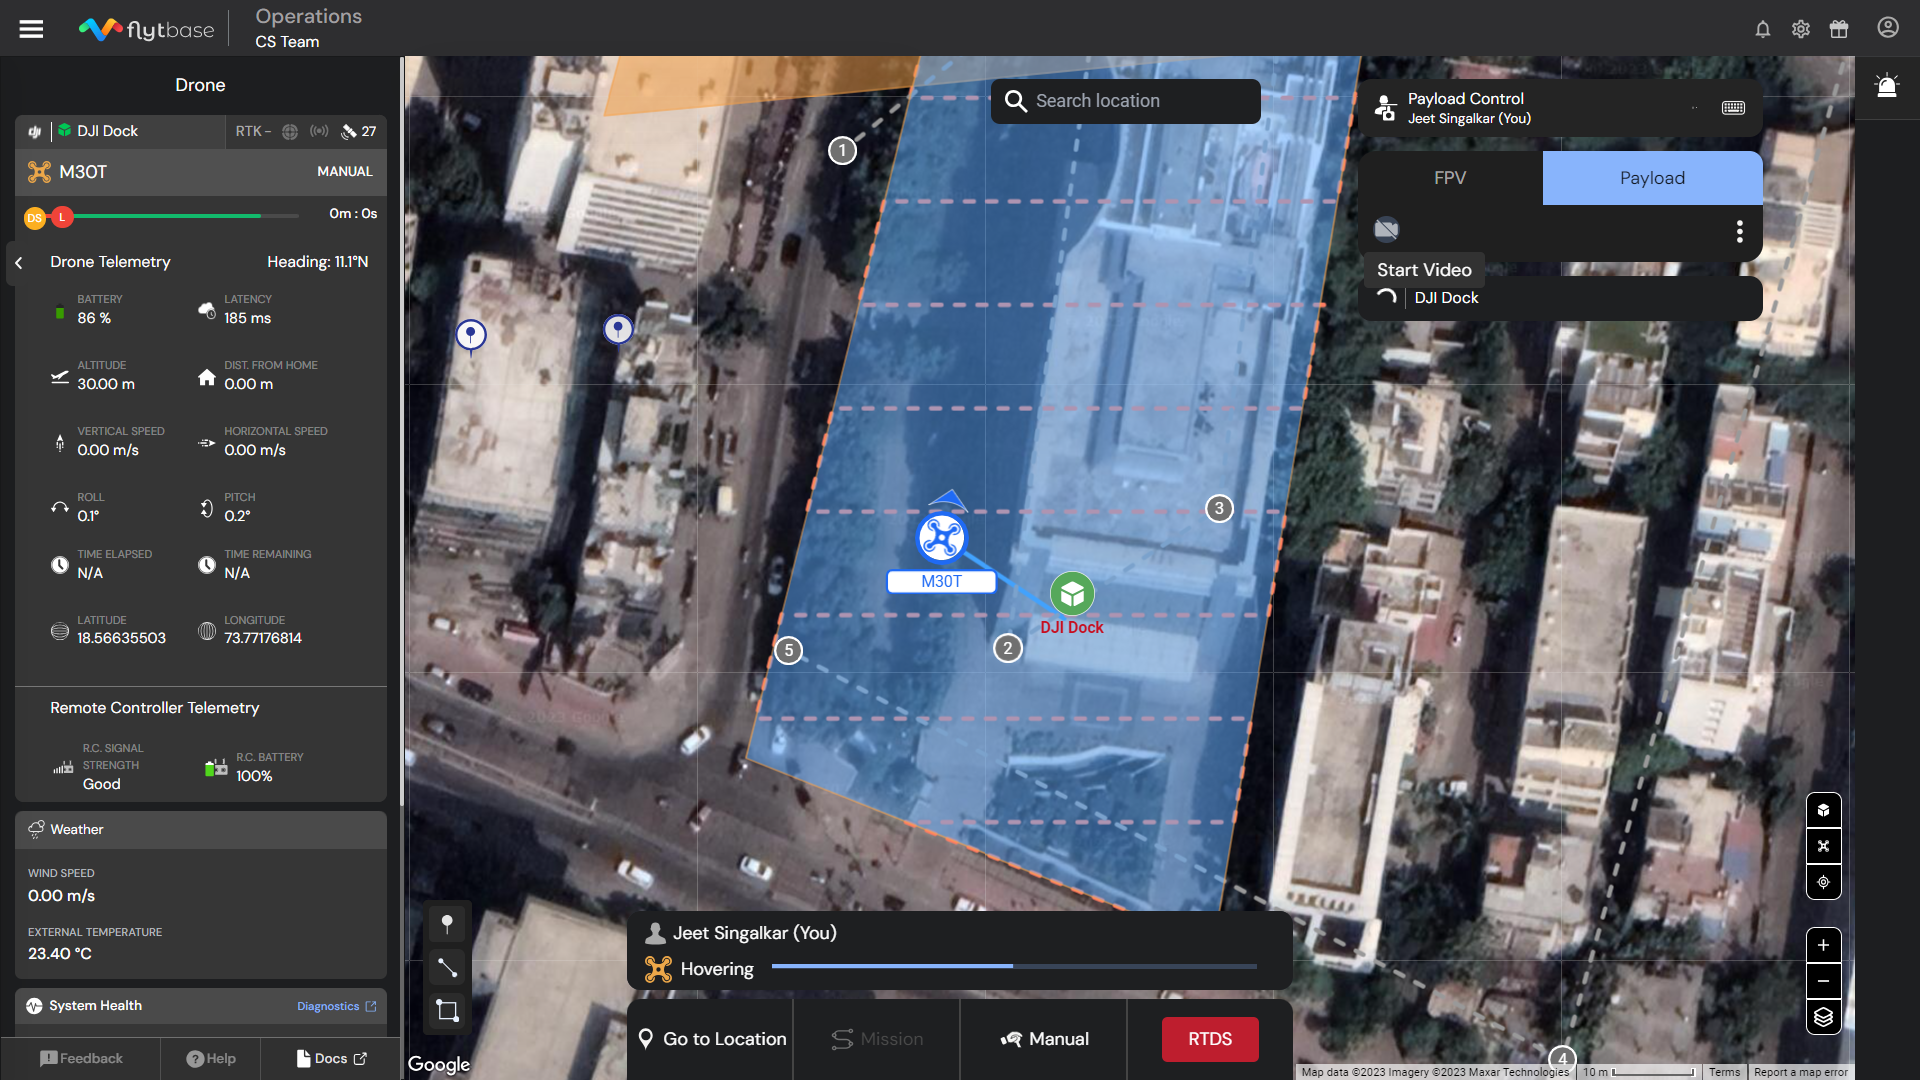 flytbase
Operations
CS Team
Drone
dji
DJI Dock
RTK -
27
M30T
MANUAL
DS
L
0m : 0s
Drone Telemetry
Heading: 11.1°N
BATTERY
86 %
LATENCY
185 ms
ALTITUDE
30.00 m
DIST. FROM HOME
0.00 m
VERTICAL SPEED
0.00 m/s
HORIZONTAL SPEED
0.00 m/s
ROLL
0.1°
PITCH
0.2°
TIME ELAPSED
N/A
TIME REMAINING
N/A
LATITUDE
18.56635503
LONGITUDE
73.77176814
Remote Controller Telemetry
R.C. SIGNAL
STRENGTH
Good
R.C. BATTERY
100%
Weather
WIND SPEED
0.00 m/s
EXTERNAL TEMPERATURE
23.40 °C
System Health
Diagnostics
Feedback
Help
Docs
Search location
1
3
M30T
DJI Dock
2
5
4
Payload Control
Jeet Singalkar (You)
FPV
Payload
Start Video
DJI Dock
Jeet Singalkar (You)
Hovering
Go to Location
Mission
Manual
RTDS
Google
Map data ©2023 Imagery ©2023 Maxar Technologies
10 m
Terms
Report a map error